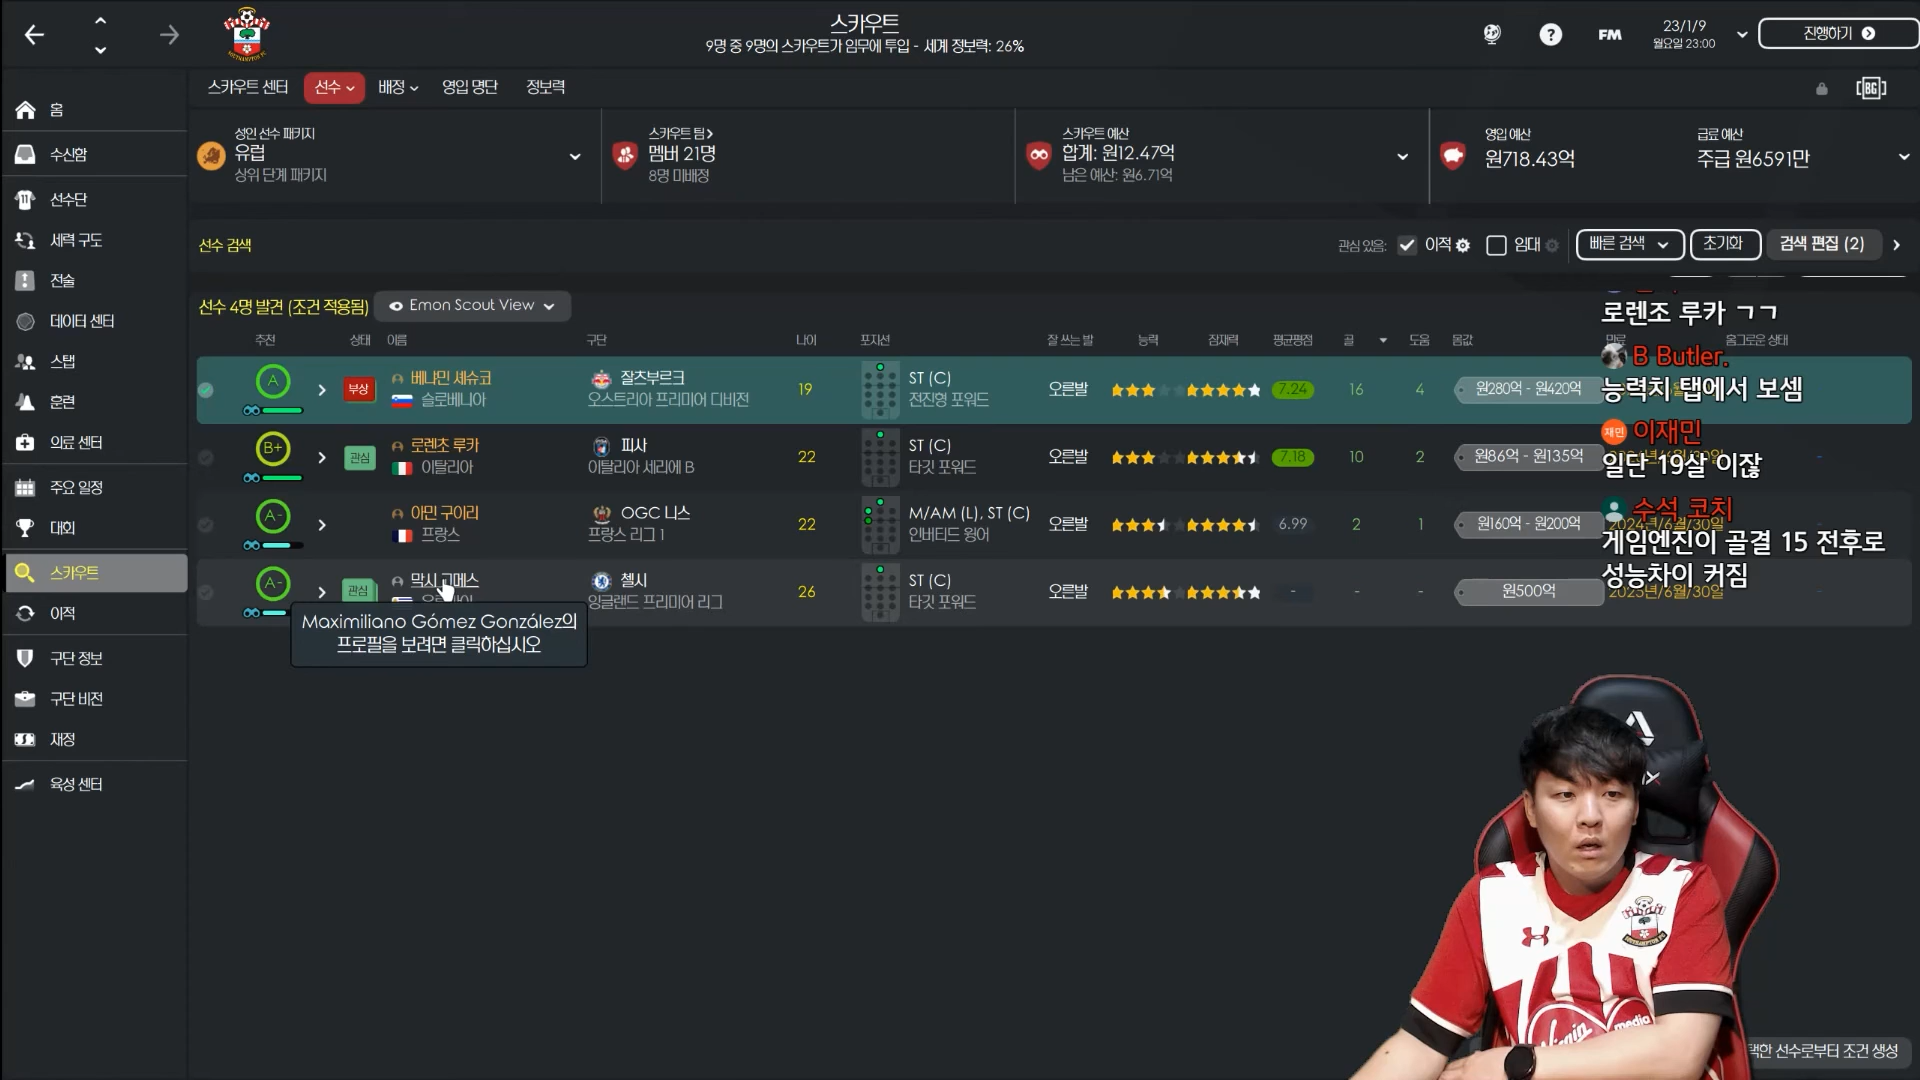 스카우트
9명 중 9명의 스카우트가 임무에 투입 - 세계 정보력: 26%
FM
23/1/9
월요일 23:00
진행하기
스카우트 센터
선수
배정
영입 명단
정보력
홈
수신함
선수단
세력 구도
전술
데이터 센터
스탭
훈련
의료 센터
주요 일정
대회
스카우트
이적
구단 정보
구단 비전
재정
육성 센터
성인 선수 패키지
유럽
상위 단계 패키지
스카우트 팀
멤버 21명
8명 미배정
스카우트 예산
합계: 원12.47억
남은 예산: 원6.71억
영입 예산
원718.43억
급료 예산
주급 원6591만
선수 검색
관심 있음:
이적
임대
빠른 검색
초기화
검색 편집 (2)
선수 4명 발견 (조건 적용됨)
Emon Scout View
추천 상태 이름 구단 나이 포지션 잘 쓰는 발 능력 잠재력 평균평점 골 도움 몸값
A 부상 베냐민 셰슈코 잘츠부르크 19 ST (C) 오른발 7.24 16 4 원280억 - 원420억
슬로베니아 오스트리아 프리미어 디비전 전진형 포워드
B+ 관심 로렌초 루카 피사 22 ST (C) 오른발 7.18 10 2 원86억 - 원135억
이탈리아 이탈리아 세리에 B 타깃 포워드
A- 아민 구이리 OGC 니스 22 M/AM (L), ST (C) 오른발 6.99 2 1 원160억 - 원200억
프랑스 프랑스 리그 1 인버티드 윙어
A- 관심 막시 고메스 첼시 26 ST (C) 오른발 - - - 원500억
잉글랜드 프리미어 리그 타깃 포워드
Maximiliano Gómez González의
프로필을 보려면 클릭하십시오
로렌조 루카 ㄱㄱ
B Butler.
능력치 탭에서 보셈
재민 이재민
일단 19살 이잖
수석 코치
게임엔진이 골결 15 전후로
성능차이 커짐
Virgin
media
택한 선수로부터 조건 생성